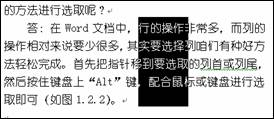 的方法进行选取呢？
答：在 Word 文档中，行的操作非常多，而列的
操作相对来说要少很多，其实要选择列咱们有种好方
法轻松完成。首先把指针移到要选取的列首或列尾，
然后按住键盘上“Alt”键，配合鼠标或键盘进行选
取即可（如图 1.2.2）。